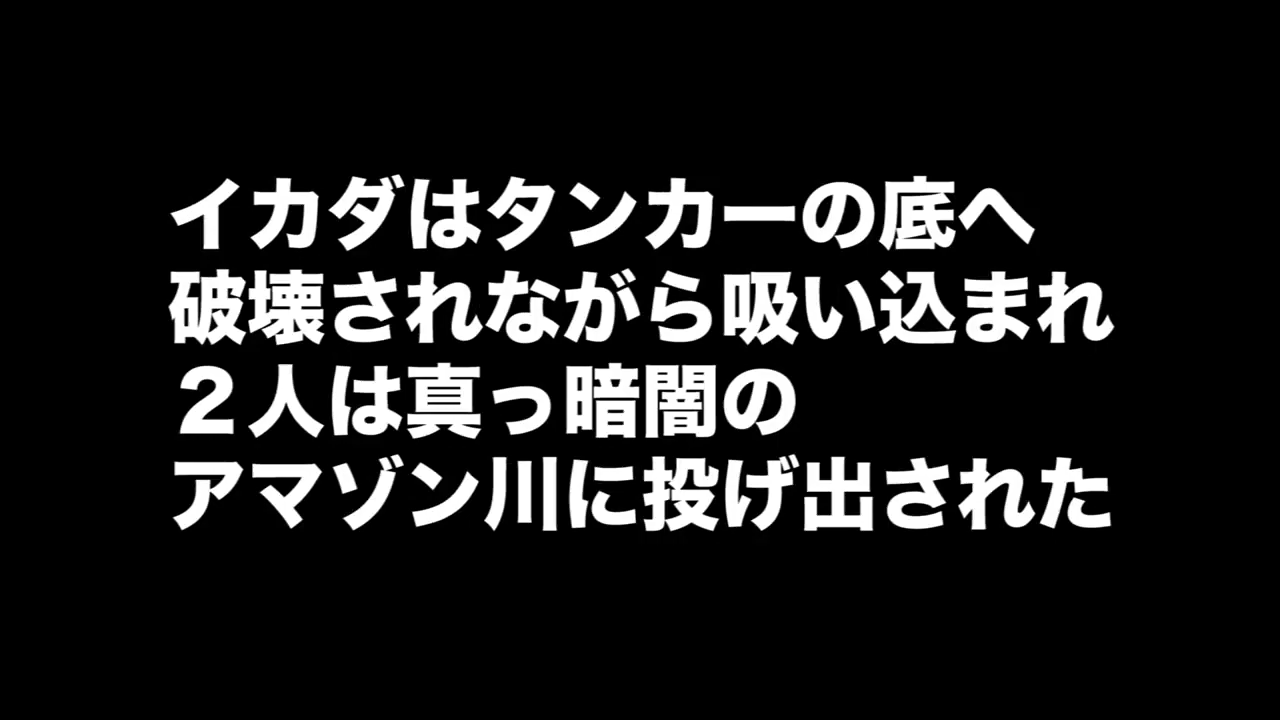 イカダはタンカーの底へ
破壊されながら吸い込まれ
２人は真っ暗闇の
アマゾン川に投げ出された